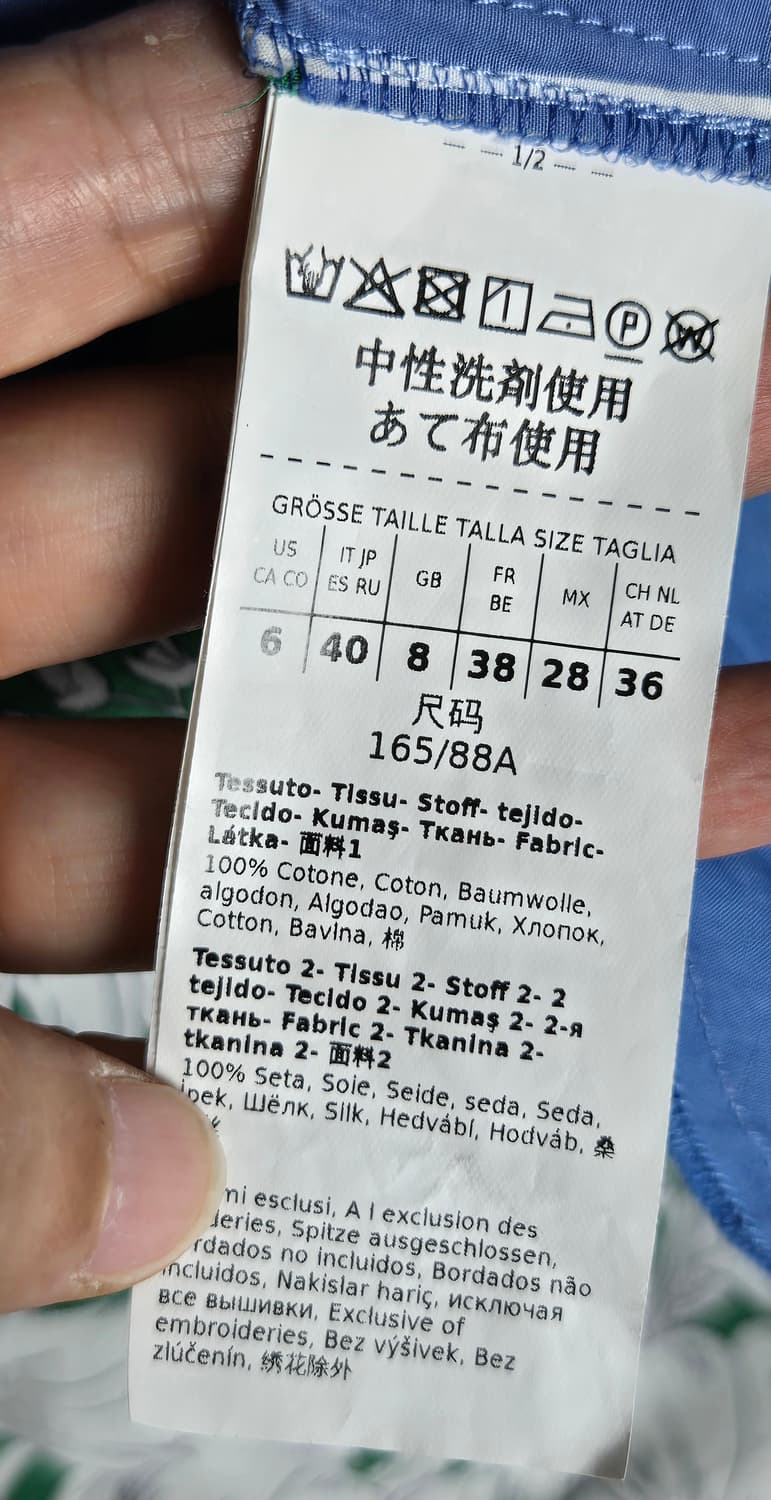 1/2
中性洗剤使用
あて布使用
GRÖSSE TAILLE TALLA SIZE TAGLIA
US CA CO IT JP ES RU GB FR BE MX CH NL AT DE
6 40 8 38 28 36
尺码
165/88A
Tessuto- Tissu- Stoff- tejido-
Tecido- Kumaş- Ткань- Fabric-
Látka- 面料1
100% Cotone, Coton, Baumwolle,
algodon, Algodao, Pamuk, Хлопок,
Cotton, Bavlna, 棉
Tessuto 2- Tissu 2- Stoff 2- 2
tejido- Tecido 2- Kumaş 2- 2-я
ткань- Fabric 2- Tkanina 2-
tkanina 2- 面料2
100% Seta, Soie, Seide, seda, Seda,
Шёлк, Silk, Hedvábí, Hodváb, 桑
esclusi, A l exclusion des
Spitze ausgeschlossen,
no incluidos, Bordados não
incluidos, Nakislar hariç, исключая
все вышивки, Exclusive of
embroideries, Bez výšivek, Bez
zlúčenín, 绣花除外